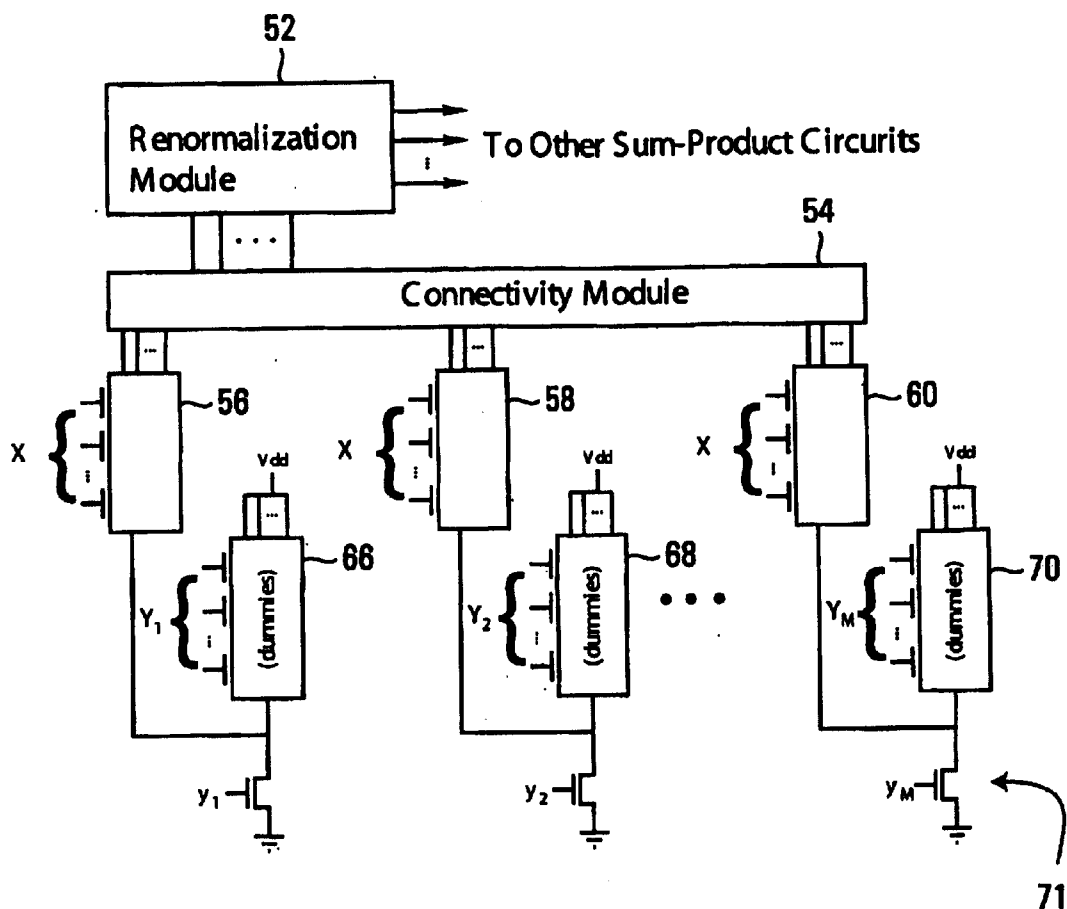 52
Renormalization
Module
To Other Sum-Product Circurits
54
Connectivity Module
56
58
60
X
X
X
Vdd
Vdd
Vdd
66
68
70
Y1
(dummies)
Y2
(dummies)
YM
(dummies)
y1
y2
yM
71